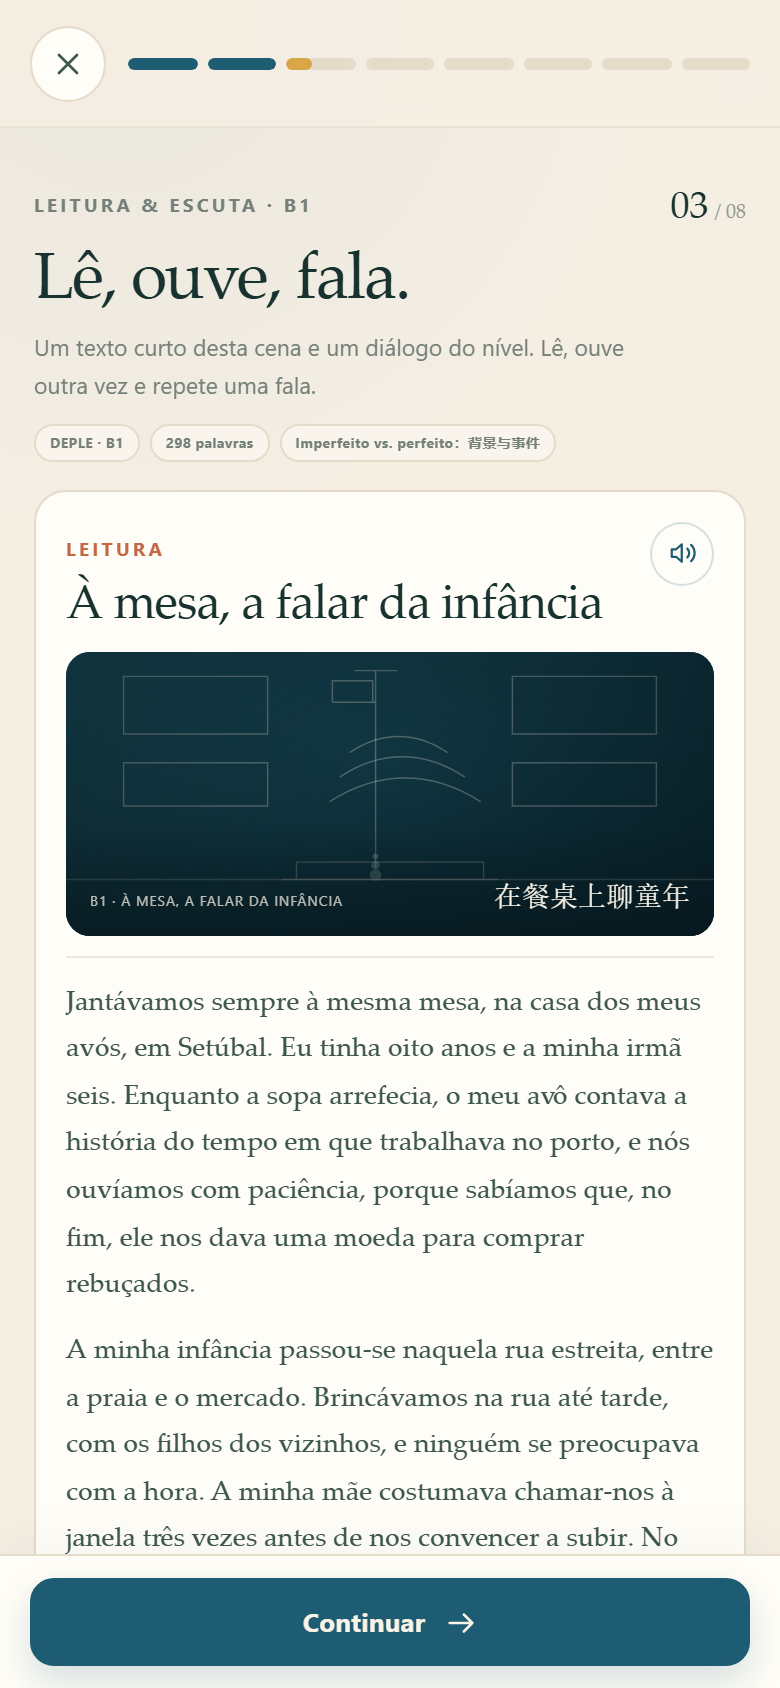 LEITURA & ESCUTA · B1
03 / 08
Lê, ouve, fala.
Um texto curto desta cena e um diálogo do nível. Lê, ouve
outra vez e repete uma fala.
DEPLE · B1
298 palavras
Imperfeito vs. perfeito：背景与事件
LEITURA
À mesa, a falar da infância
B1 · À MESA, A FALAR DA INFÂNCIA
在餐桌上聊童年
Jantávamos sempre à mesma mesa, na casa dos meus
avós, em Setúbal. Eu tinha oito anos e a minha irmã
seis. Enquanto a sopa arrefecia, o meu avô contava a
história do tempo em que trabalhava no porto, e nós
ouvíamos com paciência, porque sabíamos que, no
fim, ele nos dava uma moeda para comprar
rebuçados.
A minha infância passou-se naquela rua estreita, entre
a praia e o mercado. Brincávamos na rua até tarde,
com os filhos dos vizinhos, e ninguém se preocupava
com a hora. A minha mãe costumava chamar-nos à
janela três vezes antes de nos convencer a subir. No
Continuar